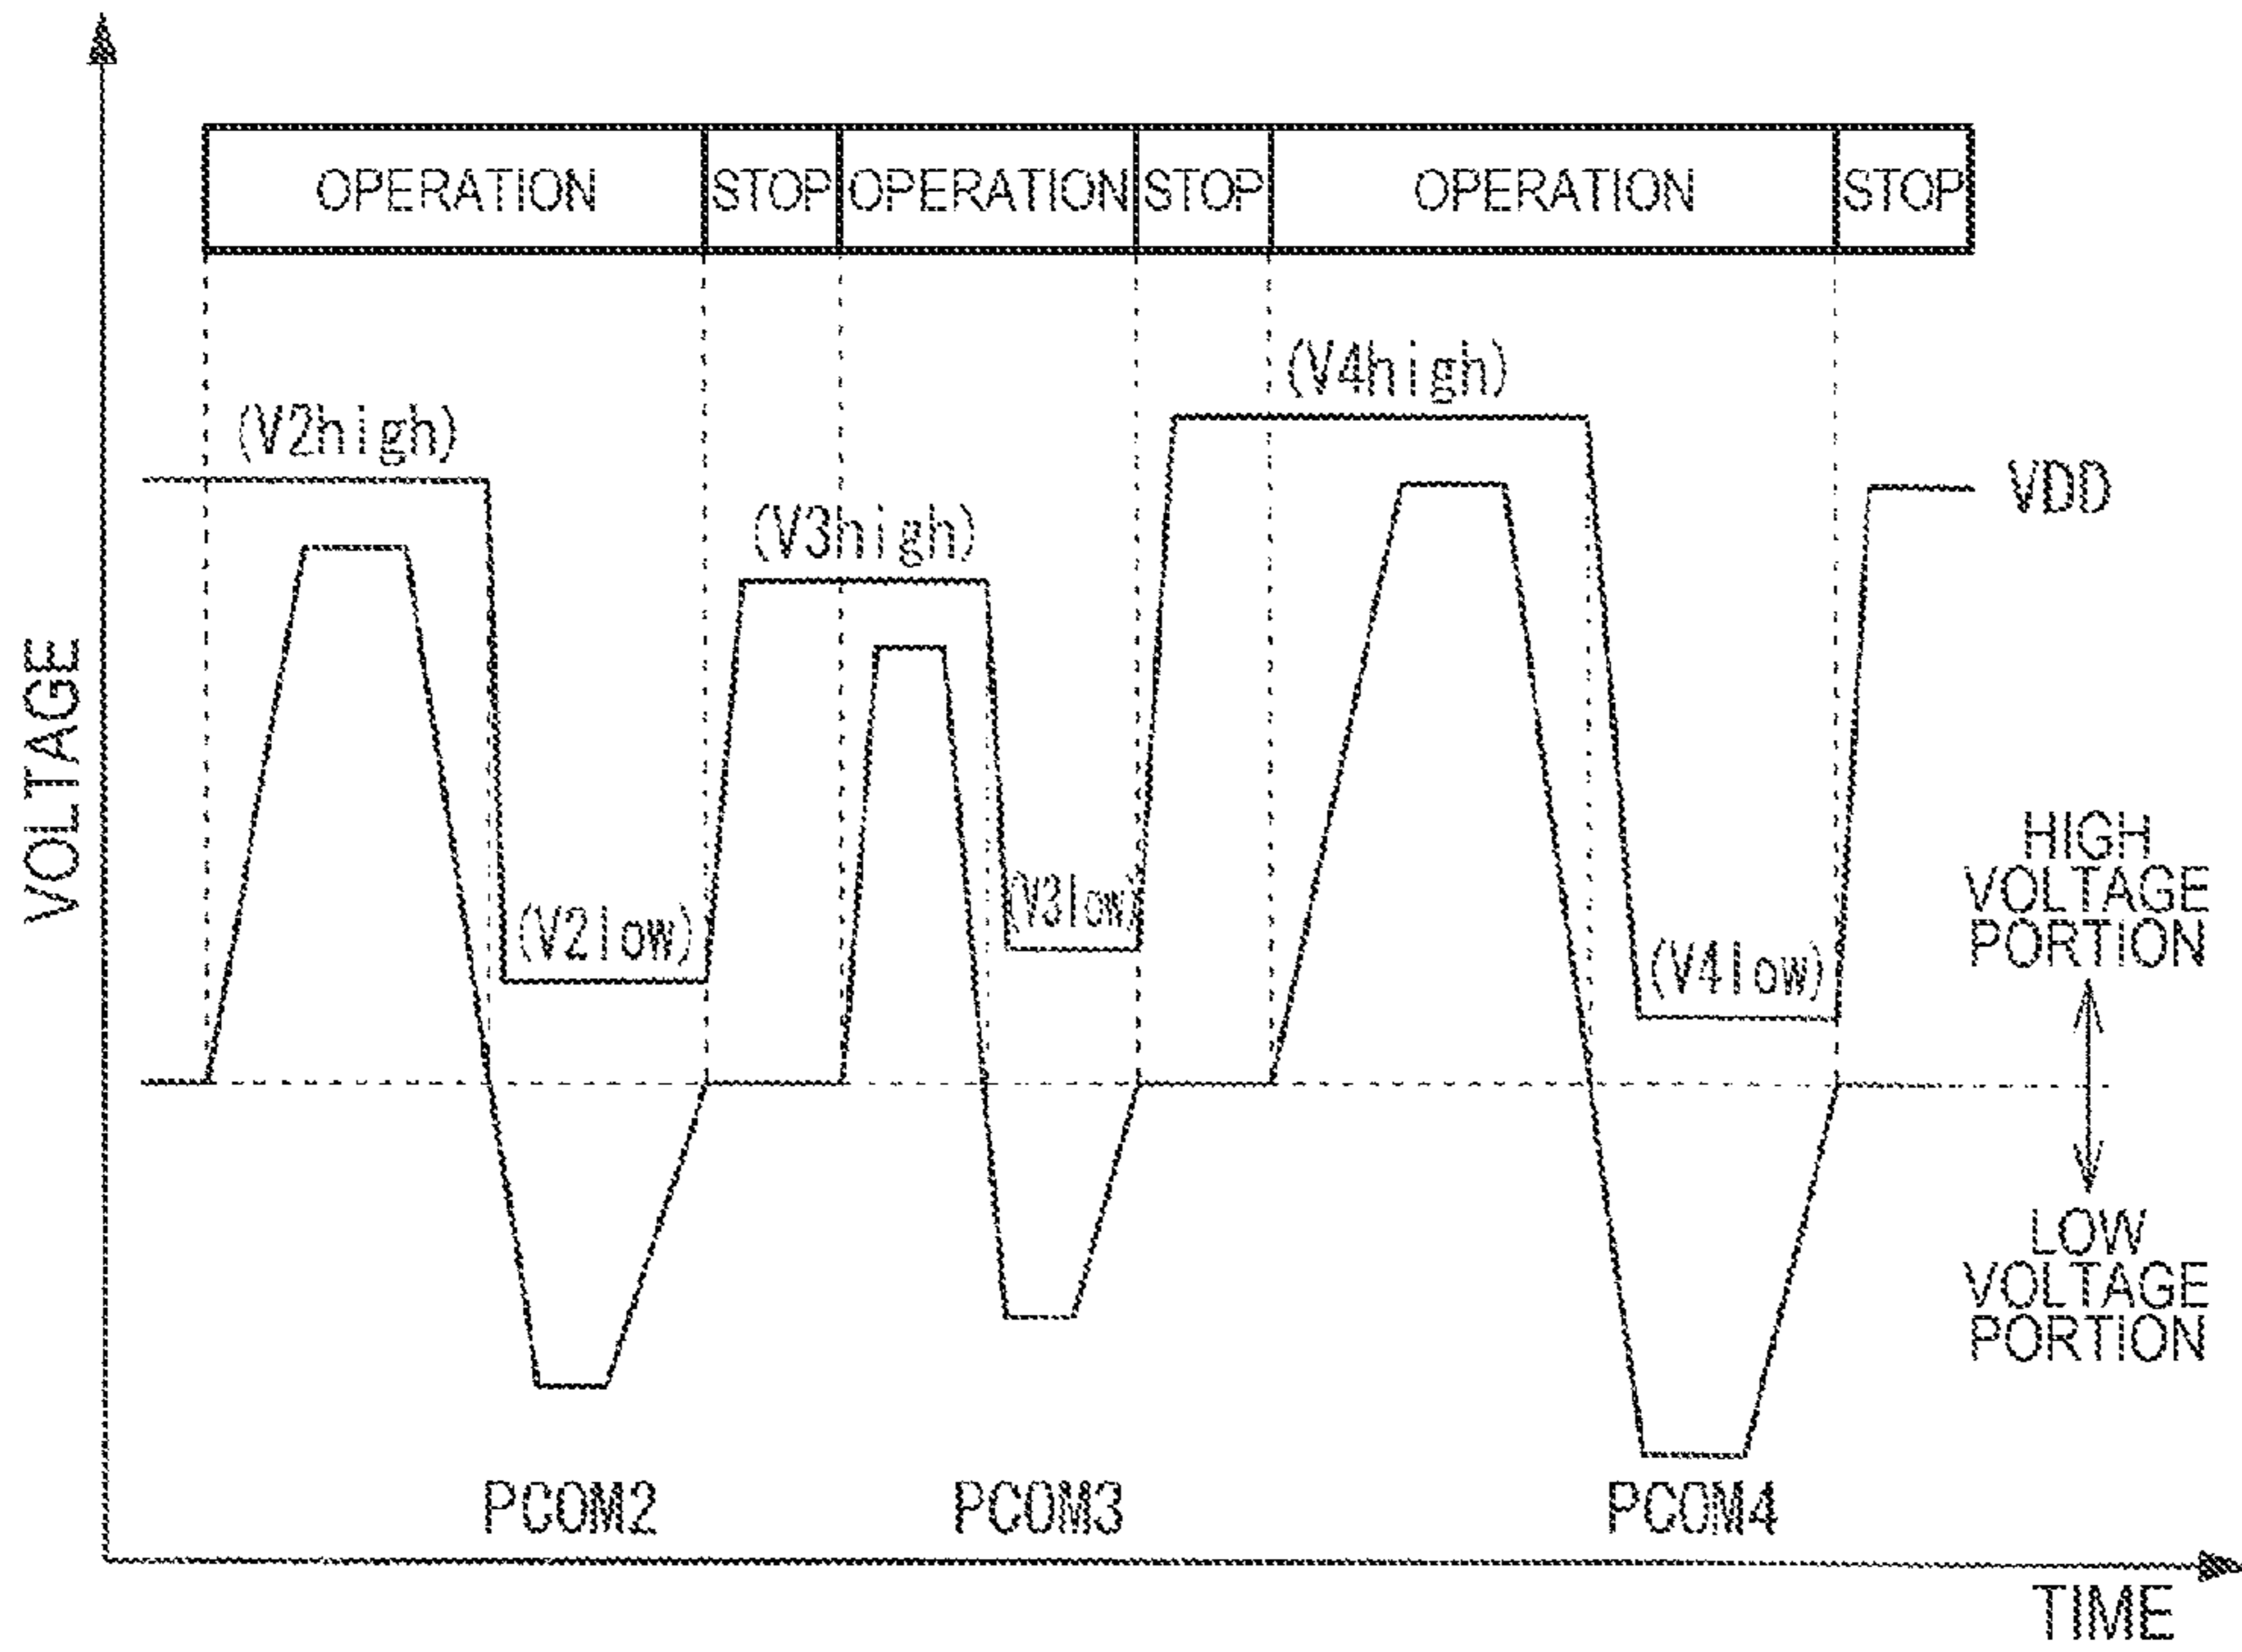 OPERATION STOP OPERATION STOP OPERATION STOP
(V4high)
(V2high)
VDD
(V3high)
VOLTAGE
HIGH
VOLTAGE
PORTION
(V3low)
(V2low)
(V4low)
LOW
VOLTAGE
PORTION
PCOM2 PCOM3 PCOM4
TIME